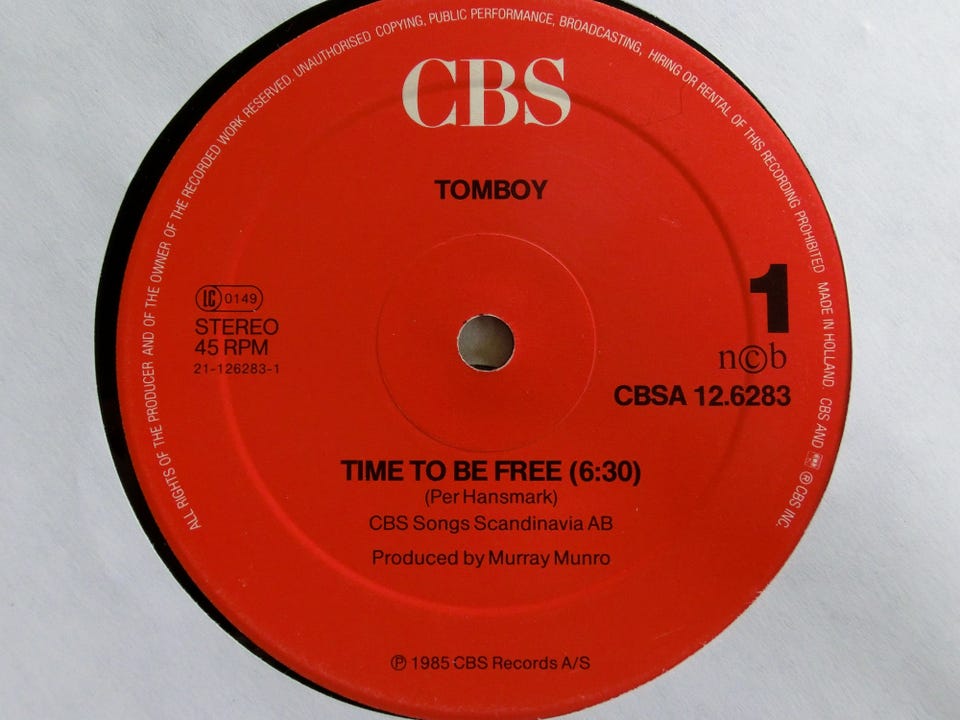 ALL RIGHTS OF THE PRODUCER AND OF THE OWNER OF THE RECORDED WORK RESERVED. UNAUTHORISED COPYING, PUBLIC PERFORMANCE, BROADCASTING, HIRING OR RENTAL OF THIS RECORDING PROHIBITED MADE IN HOLLAND. CBS AND ® CBS INC.
CBS
TOMBOY
LC 0149
STEREO
45 RPM
21-126283-1
1
n©b
CBSA 12.6283
TIME TO BE FREE (6:30)
(Per Hansmark)
CBS Songs Scandinavia AB
Produced by Murray Munro
℗ 1985 CBS Records A/S